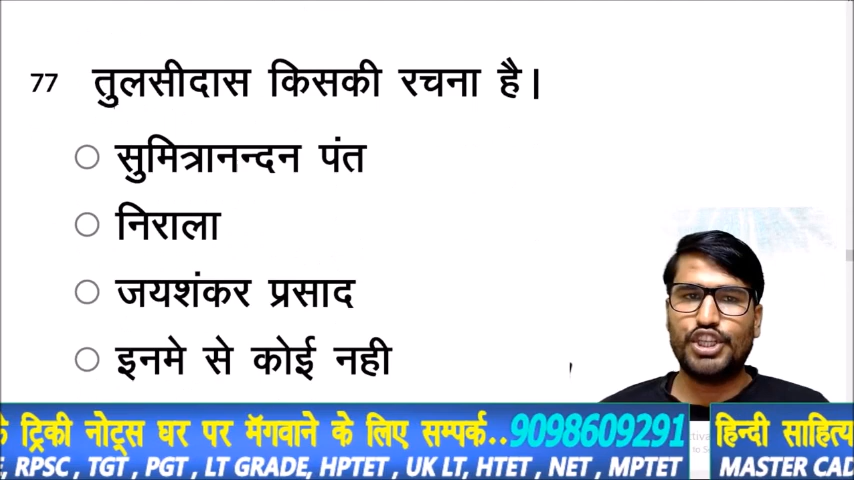 77 तुलसीदास किसकी रचना है|
सुमित्रानन्दन पंत
निराला
जयशंकर प्रसाद
इनमे से कोई नही
ट्रिकी नोट्स घर पर मँगवाने के लिए सम्पर्क..9098609291 हिन्दी साहित्य
, RPSC , TGT , PGT , LT GRADE, HPTET , UK LT, HTET , NET , MPTET MASTER CAD